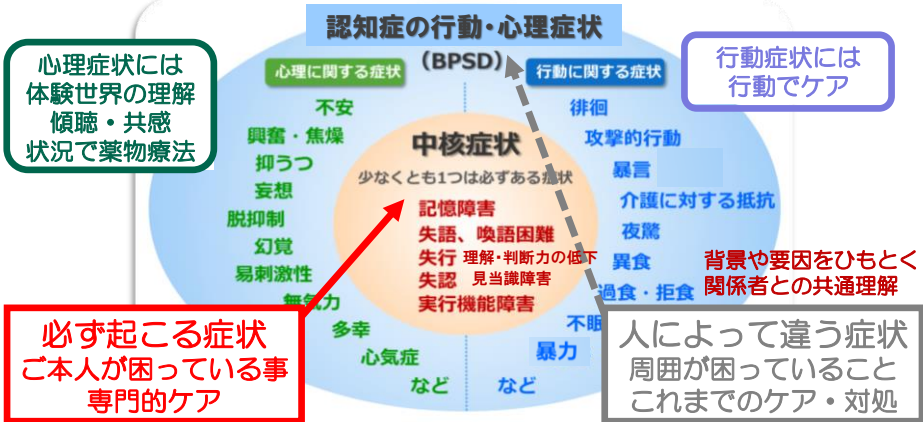 認知症の行動・心理症状
（BPSD）
心理症状には
体験世界の理解
傾聴・共感
状況で薬物療法
行動症状には
行動でケア
心理に関する症状
不安
興奮・焦燥
抑うつ
妄想
脱抑制
幻覚
易刺激性
無気力
多幸
心気症
など
中核症状
少なくとも1つは必ずある症状
記憶障害
失語、喚語困難
失行 理解・判断力の低下
失認 見当識障害
実行機能障害
行動に関する症状
徘徊
攻撃的行動
暴言
介護に対する抵抗
夜驚
異食
過食・拒食
不眠
暴力
など
背景や要因をひもとく
関係者との共通理解
必ず起こる症状
ご本人が困っている事
専門的ケア
人によって違う症状
周囲が困っていること
これまでのケア・対処